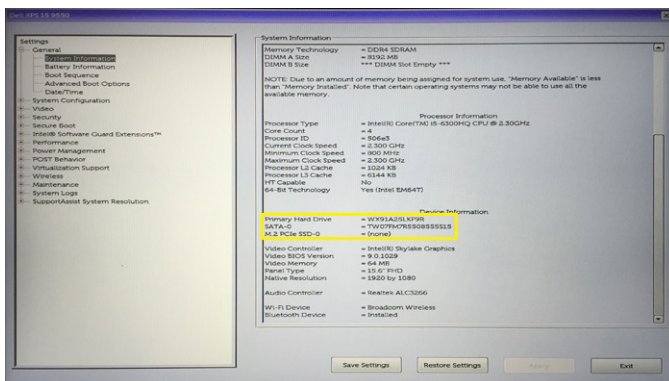 Dell XPS 15 9550
Settings
General
System Information
Battery Information
Boot Sequence
Advanced Boot Options
Date/Time
System Configuration
Video
Security
Secure Boot
Intel® Software Guard Extensions™
Performance
Power Management
POST Behavior
Virtualization Support
Wireless
Maintenance
System Logs
SupportAssist System Resolution
System Information
Memory Technology = DDR4 SDRAM
DIMM A Size = 8192 MB
DIMM B Size *** DIMM Slot Empty ***
NOTE: Due to an amount of memory being assigned for system use, "Memory Available" is less
than "Memory Installed". Note that certain operating systems may not be able to use all the
available memory.
Processor Information
Processor Type = Intel(R) Core(TM) i5-6300HQ CPU @ 2.30GHz
Core Count = 4
Processor ID = 506e3
Current Clock Speed = 2.300 GHz
Minimum Clock Speed = 800 MHz
Maximum Clock Speed = 2.300 GHz
Processor L2 Cache = 1024 KB
Processor L3 Cache = 6144 KB
HT Capable No
64-Bit Technology Yes (Intel EM64T)
Device Information
Primary Hard Drive = WX91A25LKF9R
SATA-0 = TW07FM7R5508555515
M.2 PCIe SSD-0 = (none)
Video Controller = Intel(R) Skylake Graphics
Video BIOS Version = 9.0.1029
Video Memory = 64 MB
Panel Type = 15.6" FHD
Native Resolution = 1920 by 1080
Audio Controller = Realtek ALC3266
Wi-Fi Device = Broadcom Wireless
Bluetooth Device = Installed
Save Settings
Restore Settings
Apply
Exit